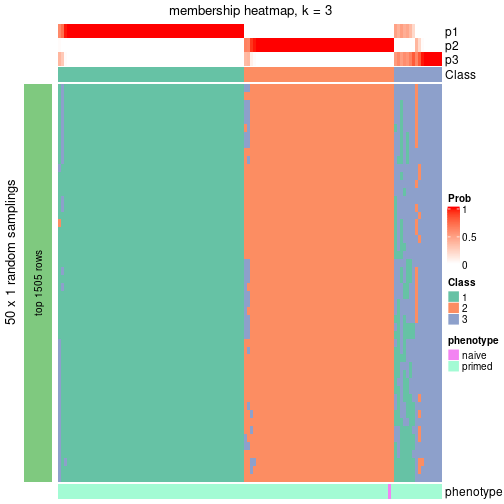 membership heatmap, k = 3
p1
p2
p3
Class
50 x 1 random samplings
top 1505 rows
Prob
1
0.5
0
Class
1
2
3
phenotype
naive
primed
phenotype